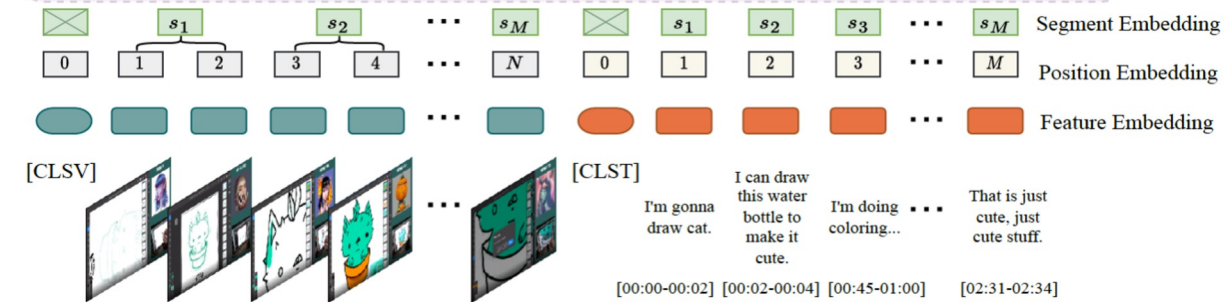 s1 s2 ... sM s1 s2 s3 ... sM Segment Embedding
0 1 2 3 4 ... N 0 1 2 3 ... M Position Embedding
... ... Feature Embedding
[CLSV] ... [CLST]
I'm gonna
draw cat.
I can draw
this water
bottle to
make it
cute.
I'm doing
coloring...
...
That is just
cute, just
cute stuff.
[00:00-00:02] [00:02-00:04] [00:45-01:00] [02:31-02:34]